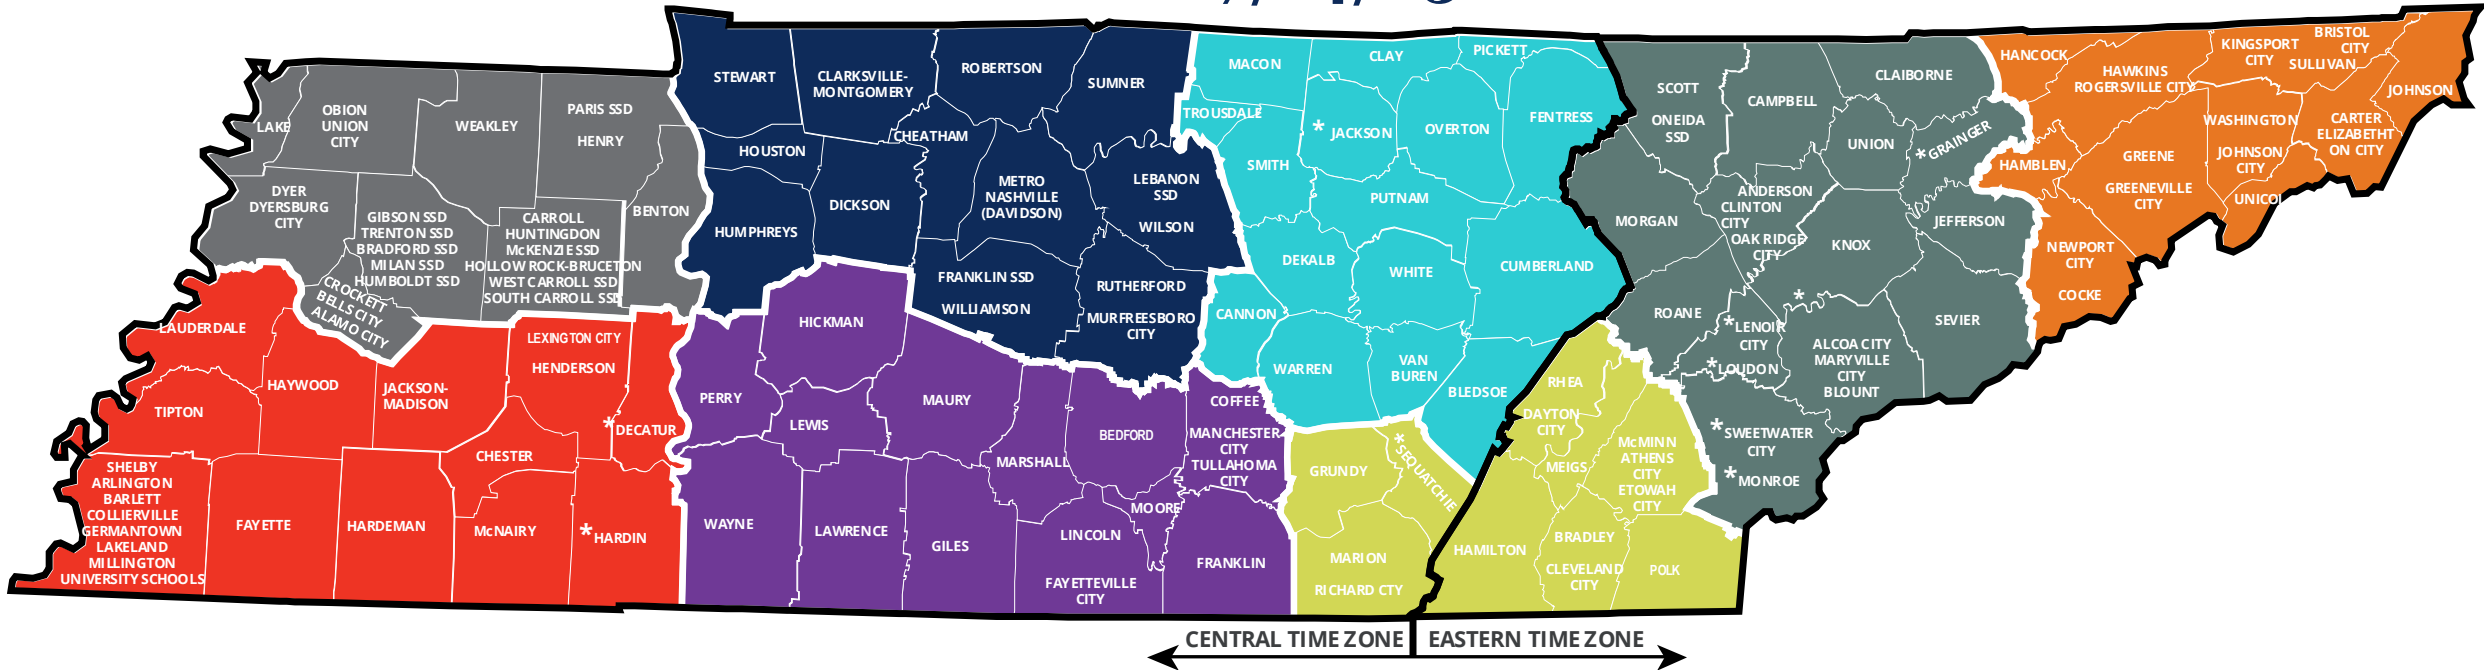 LAKE
OBION
UNION
CITY
WEAKLEY
PARIS SSD
HENRY
DYER
DYERSBURG
CITY
GIBSON SSD
TRENTON SSD
BRADFORD SSD
MILAN SSD
HUMBOLDT SSD
CARROLL
HUNTINGDON
McKENZIE SSD
HOLLOW ROCK-BRUCETON
WEST CARROLL SSD
SOUTH CARROLL SSD
BENTON
CROCKETT
BELLS CITY
ALAMO CITY
LAUDERDALE
TIPTON
HAYWOOD
JACKSON-
MADISON
LEXINGTON CITY
HENDERSON
* DECATUR
CHESTER
SHELBY
ARLINGTON
BARLETT
COLLIERVILLE
GERMANTOWN
LAKELAND
MILLINGTON
UNIVERSITY SCHOOLS
FAYETTE
HARDEMAN
McNAIRY
* HARDIN
STEWART
CLARKSVILLE-
MONTGOMERY
ROBERTSON
SUMNER
CHEATHAM
HOUSTON
DICKSON
HUMPHREYS
METRO
NASHVILLE
(DAVIDSON)
LEBANON
SSD
WILSON
FRANKLIN SSD
WILLIAMSON
RUTHERFORD
MURFREESBORO
CITY
HICKMAN
PERRY
LEWIS
MAURY
MARSHALL
BEDFORD
COFFEE
MANCHESTER
CITY
TULLAHOMA
CITY
MOORE
WAYNE
LAWRENCE
GILES
LINCOLN
FAYETTEVILLE
CITY
FRANKLIN
MACON
CLAY
PICKETT
TROUSDALE
* JACKSON
OVERTON
FENTRESS
SMITH
PUTNAM
DEKALB
WHITE
CUMBERLAND
CANNON
WARREN
VAN
BUREN
BLEDSOE
GRUNDY
* SEQUATCHIE
MARION
RICHARD CTY
RHEA
DAYTON
CITY
MEIGS
McMINN
ATHENS
CITY
ETOWAH
CITY
HAMILTON
BRADLEY
CLEVELAND
CITY
POLK
SCOTT
ONEIDA
SSD
CAMPBELL
CLAIBORNE
UNION
* GRAINGER
MORGAN
ANDERSON
CLINTON
CITY
OAK RIDGE
CITY
KNOX
JEFFERSON
ROANE
*
* LENOIR
CITY
* LOUDON
ALCOA CITY
MARYVILLE
CITY
BLOUNT
SEVIER
* SWEETWATER
CITY
* MONROE
HANCOCK
HAWKINS
ROGERSVILLE CITY
KINGSPORT
CITY
SULLIVAN
BRISTOL
CITY
JOHNSON
HAMBLEN
GREENE
GREENEVILLE
CITY
WASHINGTON
JOHNSON
CITY
CARTER
ELIZABETHT
ON CITY
UNICOI
NEWPORT
CITY
COCKE
CENTRAL TIME ZONE
EASTERN TIME ZONE